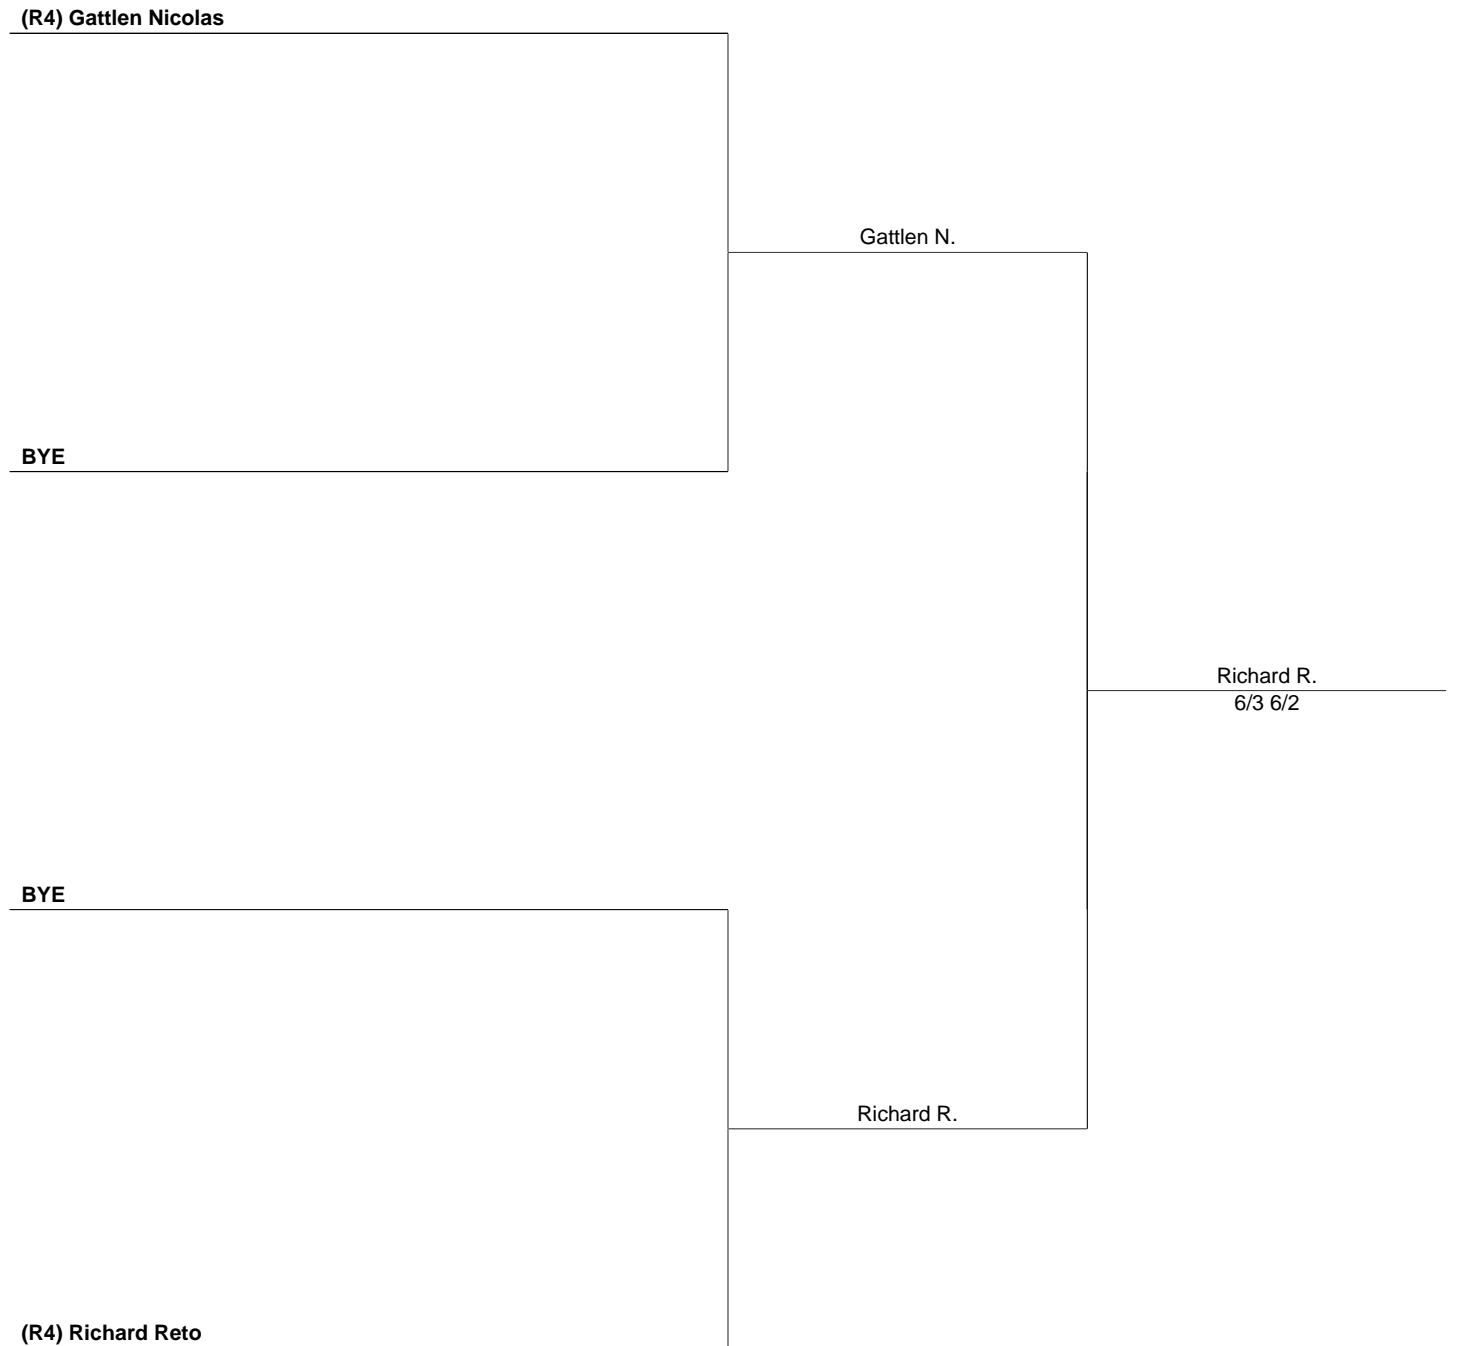 (R4) Gattlen Nicolas
Gattlen N.
BYE
Richard R.
6/3 6/2
BYE
Richard R.
(R4) Richard Reto